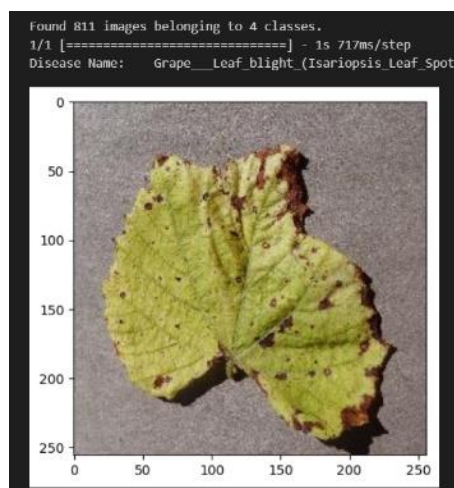 Found 811 images belonging to 4 classes.
1/1 [==============================] - 1s 717ms/step
Disease Name:    Grape___Leaf_blight_(Isariopsis_Leaf_Spot
0
50
100
150
200
250
0 50 100 150 200 250